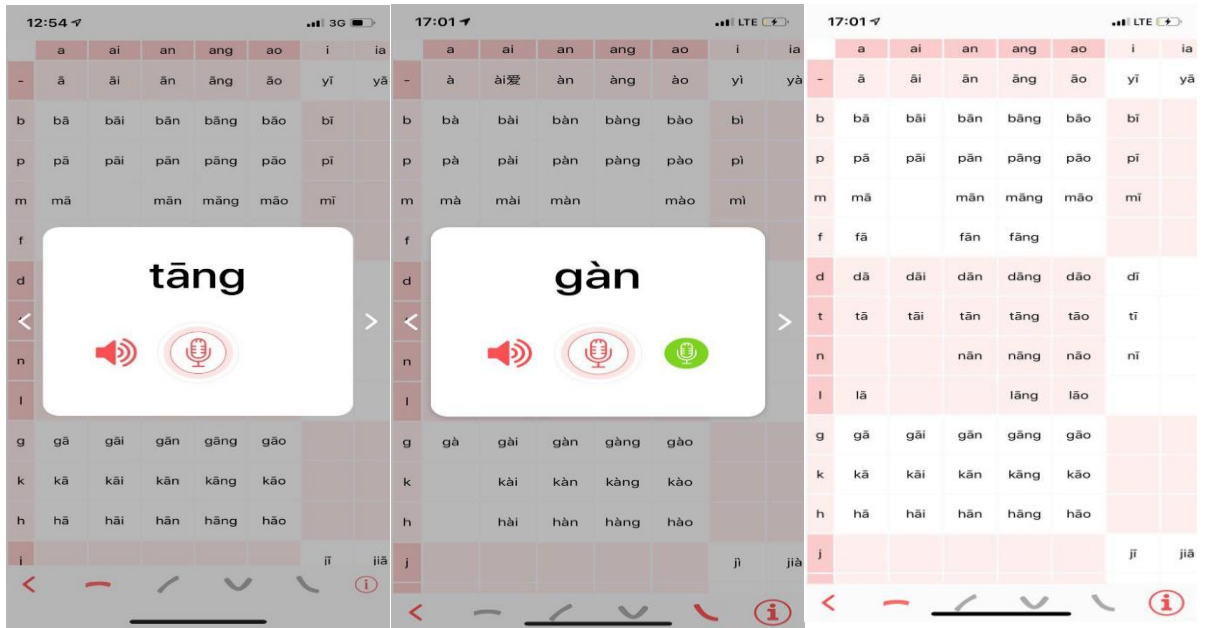 12:54 3G
a ai an ang ao i ia
- ā āi ān āng āo yī yā
b bā bāi bān bāng bāo bī
p pā pāi pān pāng pāo pī
m mā mān māng māo mī
f
d
tāng
n
l
g gā gāi gān gāng gāo
k kā kāi kān kāng kāo
h hā hāi hān hāng hāo
j jī jiā
17:01 LTE
a ai an ang ao i ia
- à ài爱 àn àng ào yì yà
b bà bài bàn bàng bào bì
p pà pài pàn pàng pào pì
m mà mài màn mào mì
f
d
gàn
n
l
g gà gài gàn gàng gào
k kài kàn kàng kào
h hài hàn hàng hào
j jì jià
17:01 LTE
a ai an ang ao i ia
- ā āi ān āng āo yī yā
b bā bāi bān bāng bāo bī
p pā pāi pān pāng pāo pī
m mā mān māng māo mī
f fā fān fāng
d dā dāi dān dāng dāo dī
t tā tāi tān tāng tāo tī
n nān nāng nāo nī
l lā lāng lāo
g gā gāi gān gāng gāo
k kā kāi kān kāng kāo
h hā hāi hān hāng hāo
j jī jiā